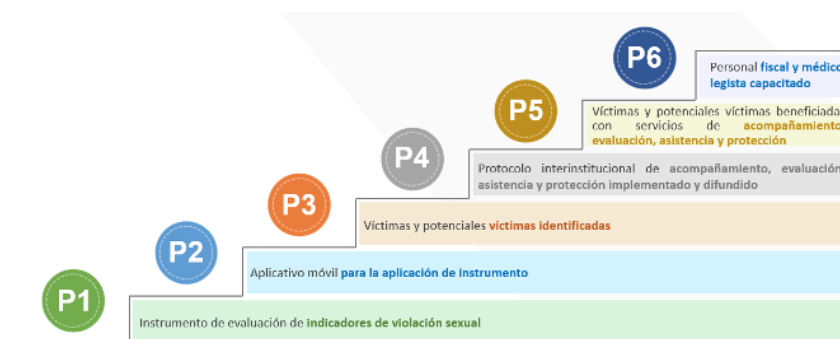 P6
Personal fiscal y médico
legista capacitado
P5
Víctimas y potenciales víctimas beneficiada
con servicios de acompañamiento
evaluación, asistencia y protección
P4
Protocolo interinstitucional de acompañamiento, evaluación
asistencia y protección implementado y difundido
P3
Víctimas y potenciales víctimas identificadas
P2
Aplicativo móvil para la aplicación de instrumento
P1
Instrumento de evaluación de indicadores de violación sexual